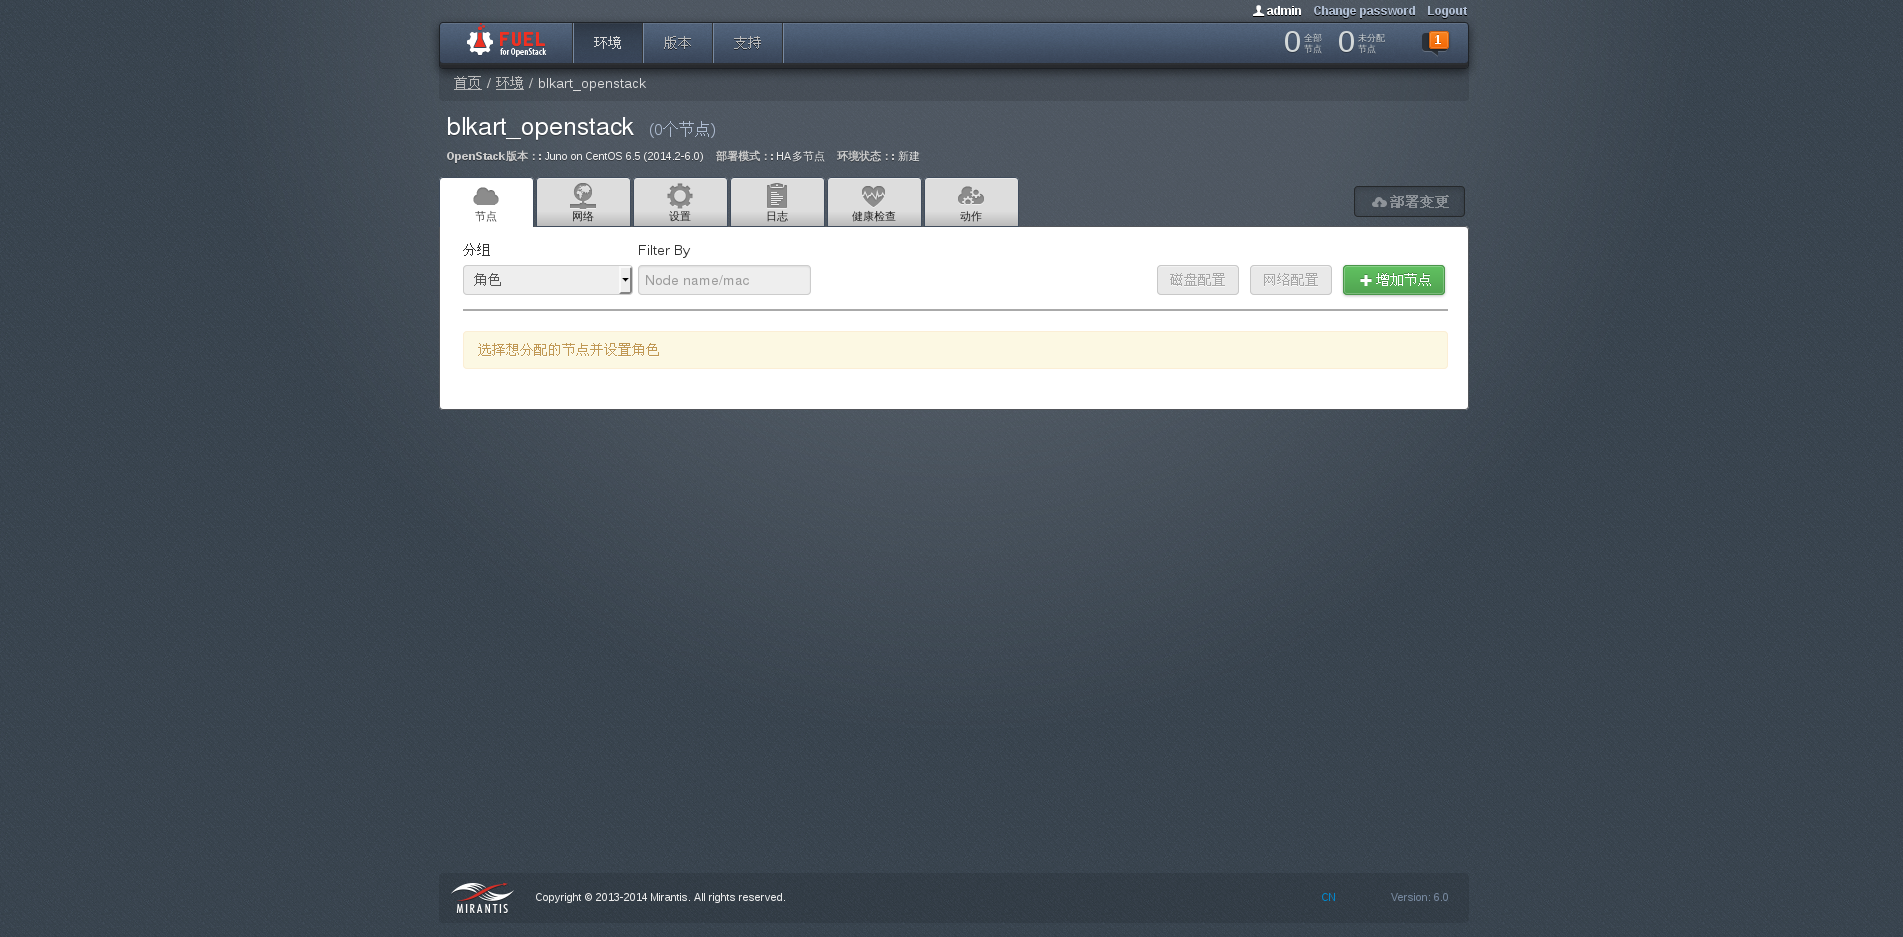 admin Change password Logout
FUEL
for OpenStack
环境 版本 支持
0 全部节点 0 未分配节点 1
首页 / 环境 / blkart_openstack
blkart_openstack (0个节点)
OpenStack版本 : : Juno on CentOS 6.5 (2014.2-6.0) 部署模式 : : HA多节点 环境状态 : : 新建
节点 网络 设置 日志 健康检查 动作
部署变更
分组 Filter By
角色 Node name/mac 磁盘配置 网络配置 增加节点
选择想分配的节点并设置角色
MIRANTIS
Copyright © 2013-2014 Mirantis. All rights reserved. CN Version: 6.0